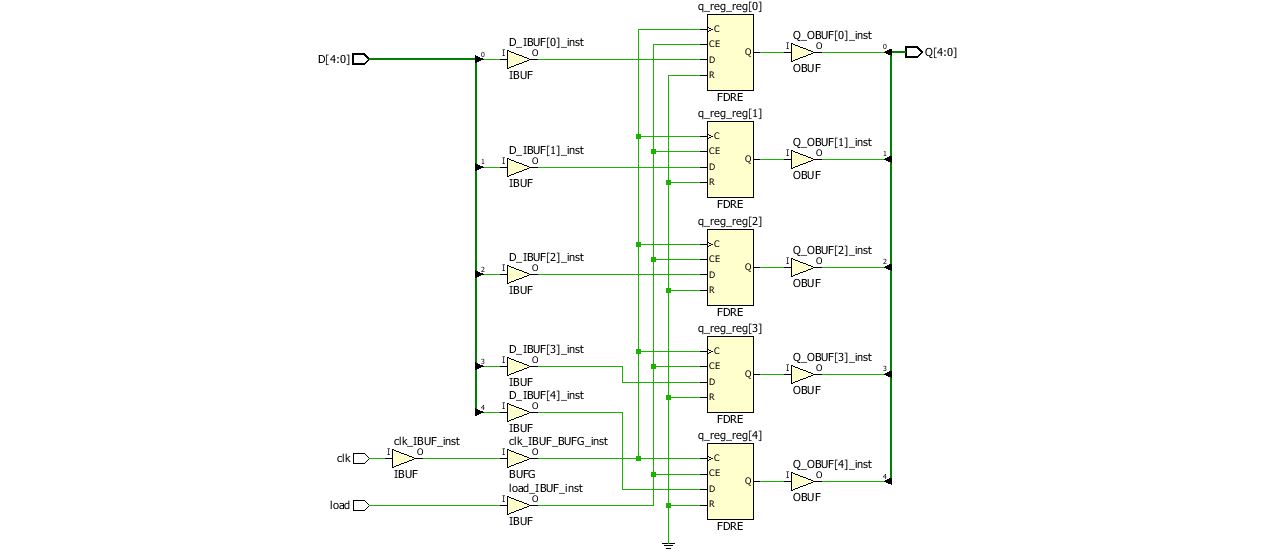 q_reg_reg[0]
D_IBUF[0]_inst
C
Q_OBUF[0]_inst
0
I O
CE
Q
I O
D[4:0]
0
D
Q[4:0]
IBUF
R
OBUF
FDRE
q_reg_reg[1]
D_IBUF[1]_inst
C
Q_OBUF[1]_inst
1
I O
CE
Q
I O
1
D
IBUF
R
OBUF
FDRE
q_reg_reg[2]
D_IBUF[2]_inst
C
Q_OBUF[2]_inst
2
I O
CE
Q
I O
2
D
IBUF
R
OBUF
FDRE
q_reg_reg[3]
D_IBUF[3]_inst
C
Q_OBUF[3]_inst
3
I O
CE
Q
I O
3
D
IBUF
R
OBUF
FDRE
D_IBUF[4]_inst
4
I O
IBUF
q_reg_reg[4]
clk_IBUF_inst
clk_IBUF_BUFG_inst
clk
I O
I O
IBUF
BUFG
C
Q_OBUF[4]_inst
4
CE
Q
I O
D
OBUF
load_IBUF_inst
load
I O
R
IBUF
FDRE